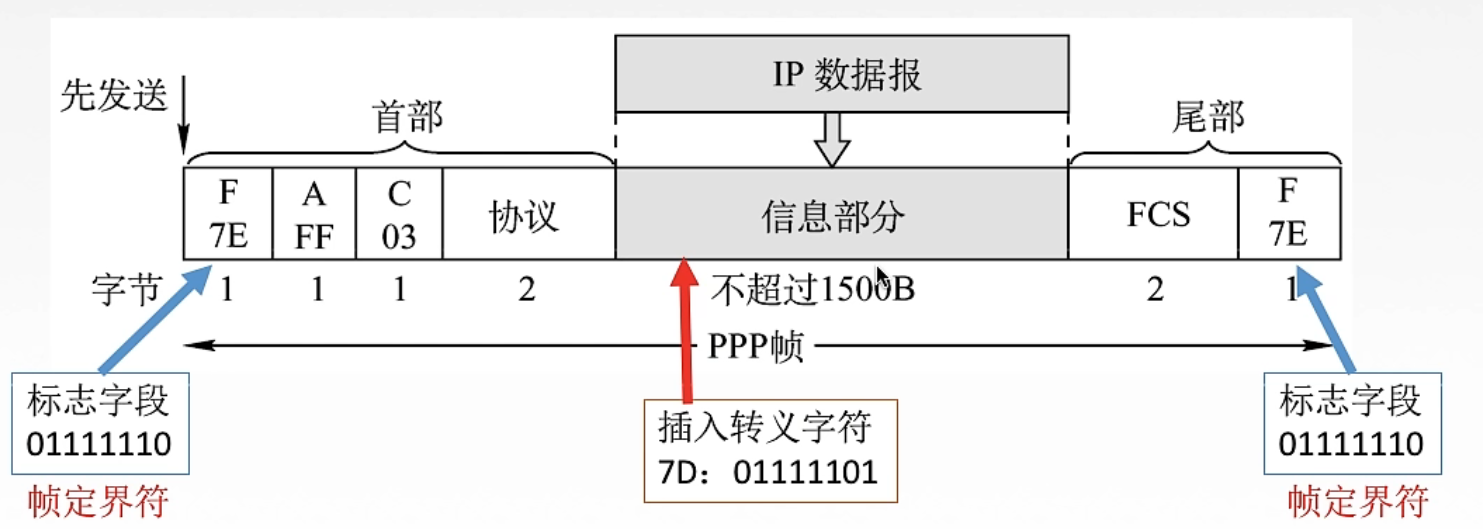 IP 数据报
先发送
首部
尾部
F
7E
A
FF
C
03
协议
信息部分
FCS
F
7E
字节
1
1
1
2
不超过1500B
2
1
PPP帧
标志字段
01111110
帧定界符
插入转义字符
7D：01111101
标志字段
01111110
帧定界符